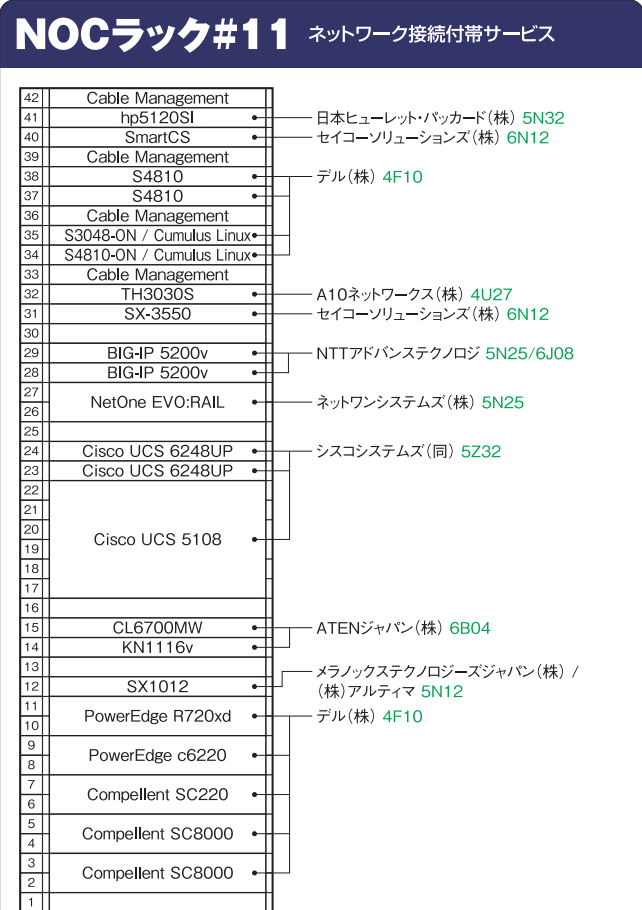 NOCラック#11 ネットワーク接続付帯サービス
42 Cable Management
41 hp5120SI 日本ヒューレット・パッカード(株) 5N32
40 SmartCS セイコーソリューションズ(株) 6N12
39 Cable Management
38 S4810 デル(株) 4F10
37 S4810
36 Cable Management
35 S3048-ON / Cumulus Linux
34 S4810-ON / Cumulus Linux
33 Cable Management
32 TH3030S A10ネットワークス(株) 4U27
31 SX-3550 セイコーソリューションズ(株) 6N12
30
29 BIG-IP 5200v NTTアドバンステクノロジ 5N25/6J08
28 BIG-IP 5200v
27
NetOne EVO:RAIL ネットワンシステムズ(株) 5N25
26
25
24 Cisco UCS 6248UP シスコシステムズ(同) 5Z32
23 Cisco UCS 6248UP
22
21
20
Cisco UCS 5108
19
18
17
16
15 CL6700MW ATENジャパン(株) 6B04
14 KN1116v
13
メラノックステクノロジーズジャパン(株) /
12 SX1012 (株)アルティマ 5N12
11
PowerEdge R720xd デル(株) 4F10
10
9
PowerEdge c6220
8
7
Compellent SC220
6
5
Compellent SC8000
4
3
Compellent SC8000
2
1